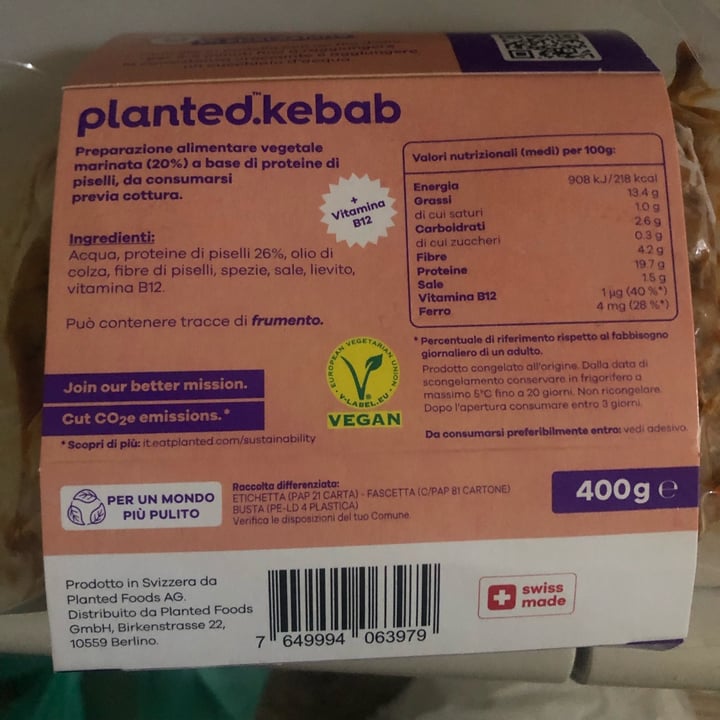 planted.kebab™
Preparazione alimentare vegetale
marinata (20%) a base di proteine di
piselli, da consumarsi
previa cottura.
+
Vitamina
B12
Ingredienti:
Acqua, proteine di piselli 26%, olio di
colza, fibre di piselli, spezie, sale, lievito,
vitamina B12.
Può contenere tracce di frumento.
Valori nutrizionali (medi) per 100g:
Energia 908 kJ/218 kcal
Grassi 13.4 g
di cui saturi 1.0 g
Carboidrati 2.6 g
di cui zuccheri 0.3 g
Fibre 4.2 g
Proteine 19.7 g
Sale 1.5 g
Vitamina B12 1 µg (40 %*)
Ferro 4 mg (28 %*)
* Percentuale di riferimento rispetto al fabbisogno
giornaliero di un adulto.
Prodotto congelato all'origine. Dalla data di
scongelamento conservare in frigorifero a
massimo 5°C fino a 20 giorni. Non ricongelare.
Dopo l'apertura consumare entro 3 giorni.
Da consumarsi preferibilmente entro: vedi adesivo.
Join our better mission.
Cut CO2e emissions.*
* Scopri di più: it.eatplanted.com/sustainability
EUROPEAN VEGETARIAN UNION
V-LABEL.EU
VEGAN
PER UN MONDO
PIÙ PULITO
Raccolta differenziata:
ETICHETTA (PAP 21 CARTA) - FASCETTA (C/PAP 81 CARTONE)
BUSTA (PE-LD 4 PLASTICA)
Verifica le disposizioni del tuo Comune.
400g e
Prodotto in Svizzera da
Planted Foods AG.
Distribuito da Planted Foods
GmbH, Birkenstrasse 22,
10559 Berlino.
7 649994 063979
swiss
made